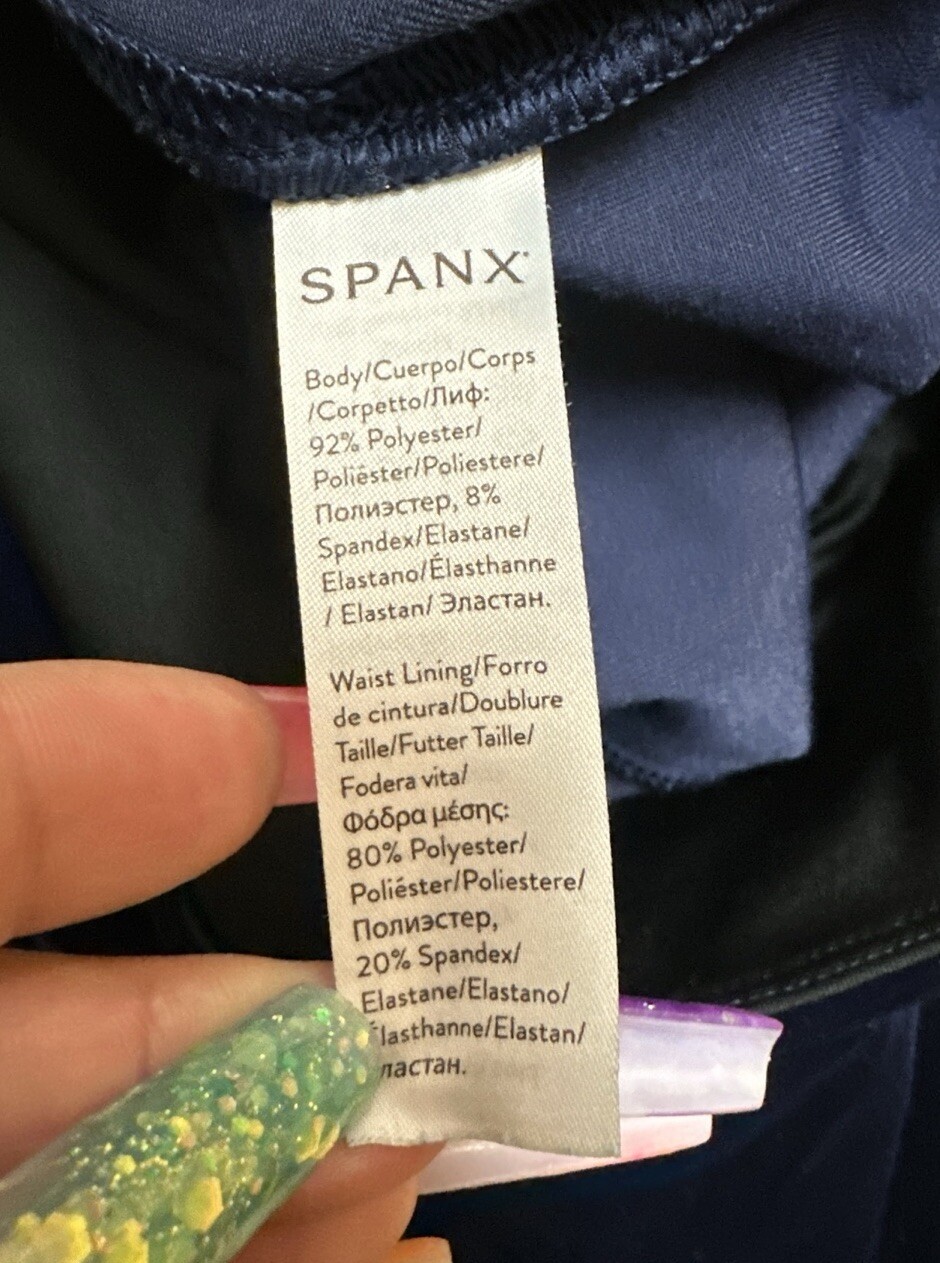 SPANX
Body/Cuerpo/Corps
/Corpetto/Лиф:
92% Polyester/
Poliéster/Poliestere/
Полиэстер, 8%
Spandex/Elastane/
Elastano/Élasthanne
/ Elastan/ Эластан.
Waist Lining/Forro
de cintura/Doublure
Taille/Futter Taille/
Fodera vita/
Φόδρα μέσης:
80% Polyester/
Poliéster/Poliestere/
Полиэстер,
20% Spandex/
Elastane/Elastano/
lasthanne/Elastan/
ластан.